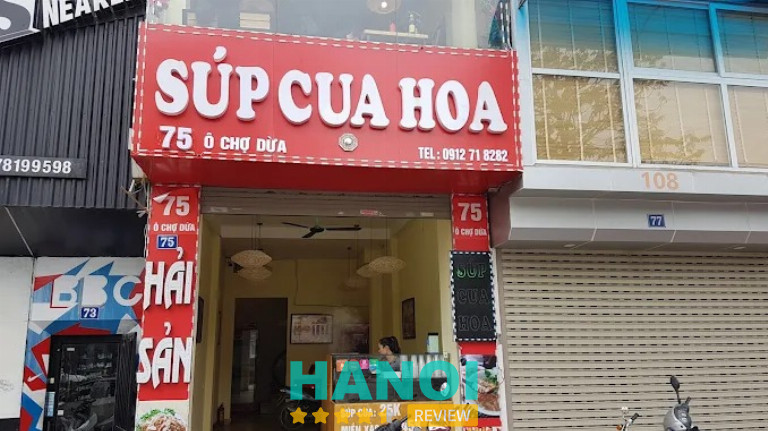 SÚP CUA HOA
75 Ô CHỢ DỪA
TEL: 0912 71 8282
78199598
108
75
Ô CHỢ DỪA
75
HẢI
SẢN
75
Ô CHỢ DỪA
SÚP
CUA
HOA
77
BBC
73
HANOI
REVIEW
SÚP CUA: 25K